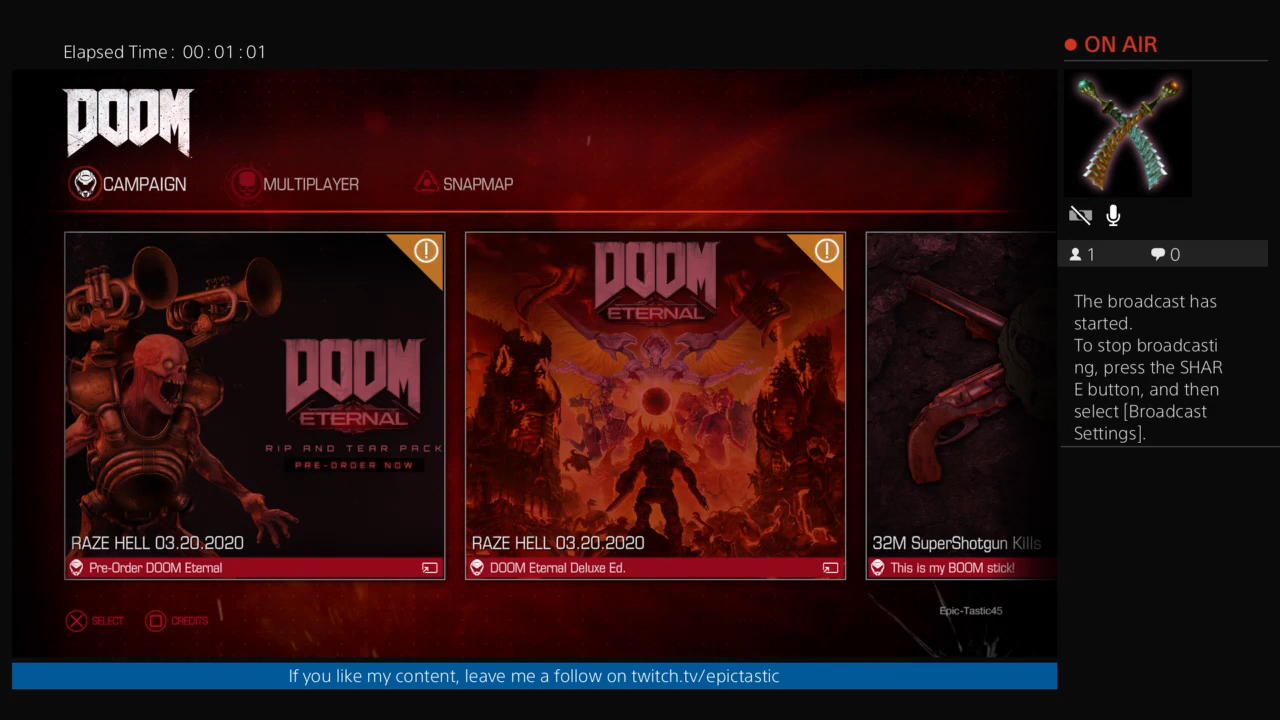 Elapsed Time: 00:01:01
ON AIR
DOOM
CAMPAIGN
MULTIPLAYER
SNAPMAP
1
0
The broadcast has
started.
To stop broadcasti
ng, press the SHAR
E button, and then
select [Broadcast
Settings].
DOOM
ETERNAL
RIP AND TEAR PACK
PRE-ORDER NOW
RAZE HELL 03.20.2020
Pre-Order DOOM Eternal
DOOM
ETERNAL
RAZE HELL 03.20.2020
DOOM Eternal Deluxe Ed.
32M SuperShotgun Kills
This is my BOOM stick!
SELECT
CREDITS
Epic-Tastic45
If you like my content, leave me a follow on twitch.tv/epictastic